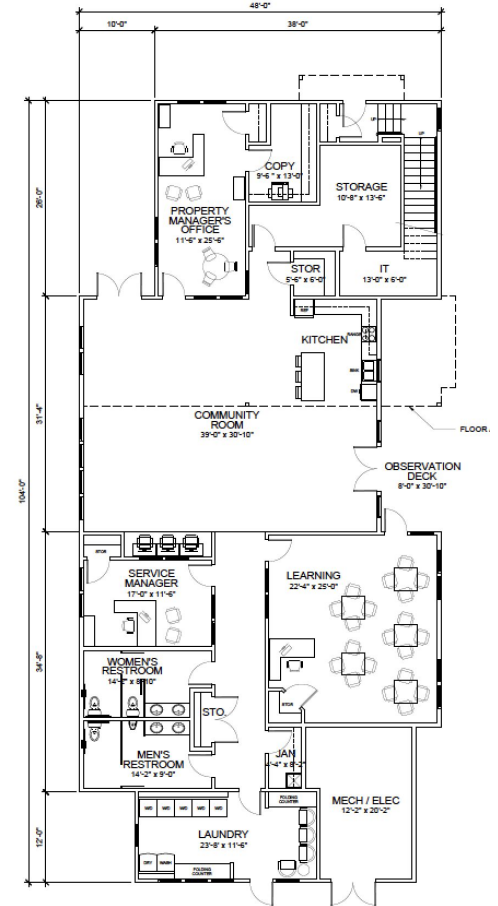 48'-0"
10'-0"
38'-0"
UP
UP
COPY
9'-6" x 13'-0"
STORAGE
10'-8" x 13'-6"
26'-0"
PROPERTY
MANAGER'S
OFFICE
11'-6" x 25'-6"
STOR
5'-6" x 6'-0"
IT
13'-0" x 6'-0"
REF
KITCHEN
RANGE
SINK
DW
31'-4"
COMMUNITY
ROOM
39'-0" x 30'-10"
FLOOR
104'-0"
OBSERVATION
DECK
8'-0" x 30'-10"
STOR
SERVICE
MANAGER
17'-0" x 11'-6"
LEARNING
22'-4" x 25'-0"
34'-8"
WOMEN'S
RESTROOM
STOR
STO.
MEN'S
RESTROOM
14'-2" x 9'-0"
JAN
MECH / ELEC
12'-2" x 20'-2"
FOLDING
COUNTER
W/D W/D W/D W/D W/D
LAUNDRY
23'-8" x 11'-6"
12'-0"
DRY WASH
FOLDING
COUNTER